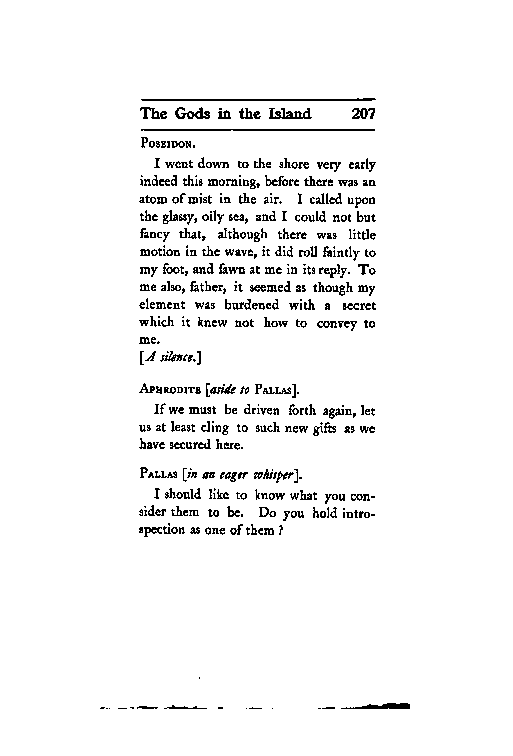 The Gods in the Island 207
POSEIDON.
I went down to the shore very early
indeed this morning, before there was an
atom of mist in the air. I called upon
the glassy, oily sea, and I could not but
fancy that, although there was little
motion in the wave, it did roll faintly to
my foot, and fawn at me in its reply. To
me also, father, it seemed as though my
element was burdened with a secret
which it knew not how to convey to
me.
[A silence.]
APHRODITE [aside to PALLAS].
If we must be driven forth again, let
us at least cling to such new gifts as we
have secured here.
PALLAS [in an eager whisper].
I should like to know what you con-
sider them to be. Do you hold intro-
spection as one of them ?